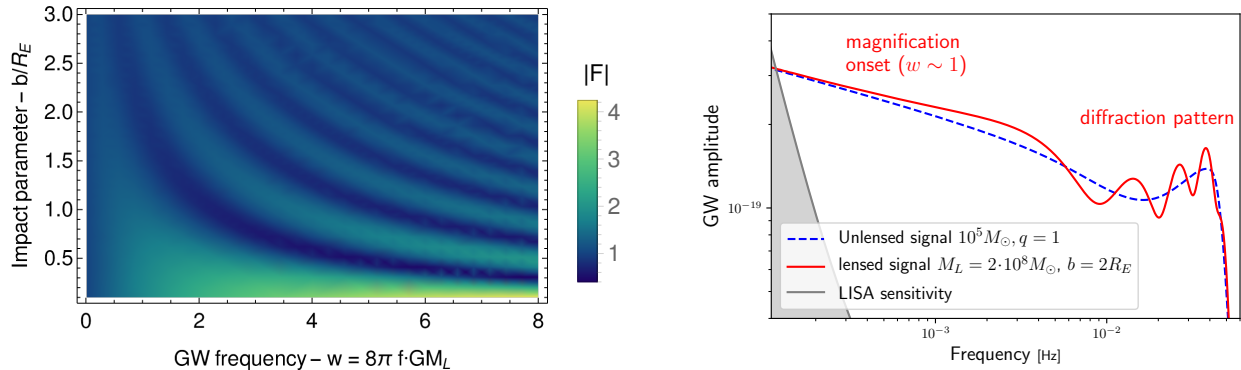 3.0
2.5
2.0
1.5
1.0
0.5
Impact parameter – b/R_E
0
2
4
6
8
GW frequency – w = 8π f·GM_L
|F|
4
3
2
1
magnification
onset (w ∼ 1)
diffraction pattern
GW amplitude
10^−19
Unlensed signal 10^5 M_⊙, q = 1
lensed signal M_L = 2·10^8 M_⊙, b = 2R_E
LISA sensitivity
10^−3
10^−2
Frequency [Hz]